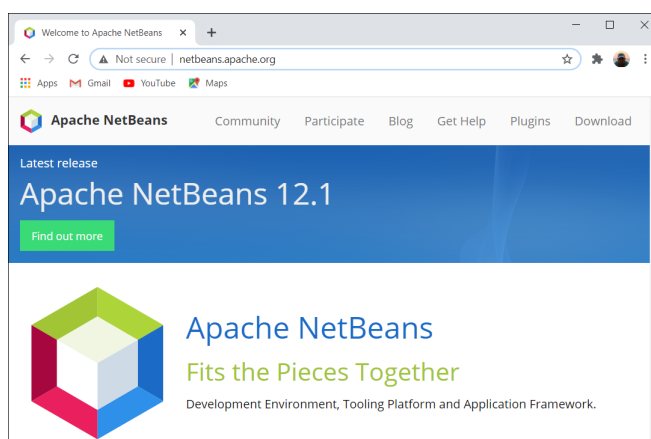 Welcome to Apache NetBeans
Not secure | netbeans.apache.org
Apps Gmail YouTube Maps
Apache NetBeans Community Participate Blog Get Help Plugins Download
Latest release
Apache NetBeans 12.1
Find out more
Apache NetBeans
Fits the Pieces Together
Development Environment, Tooling Platform and Application Framework.